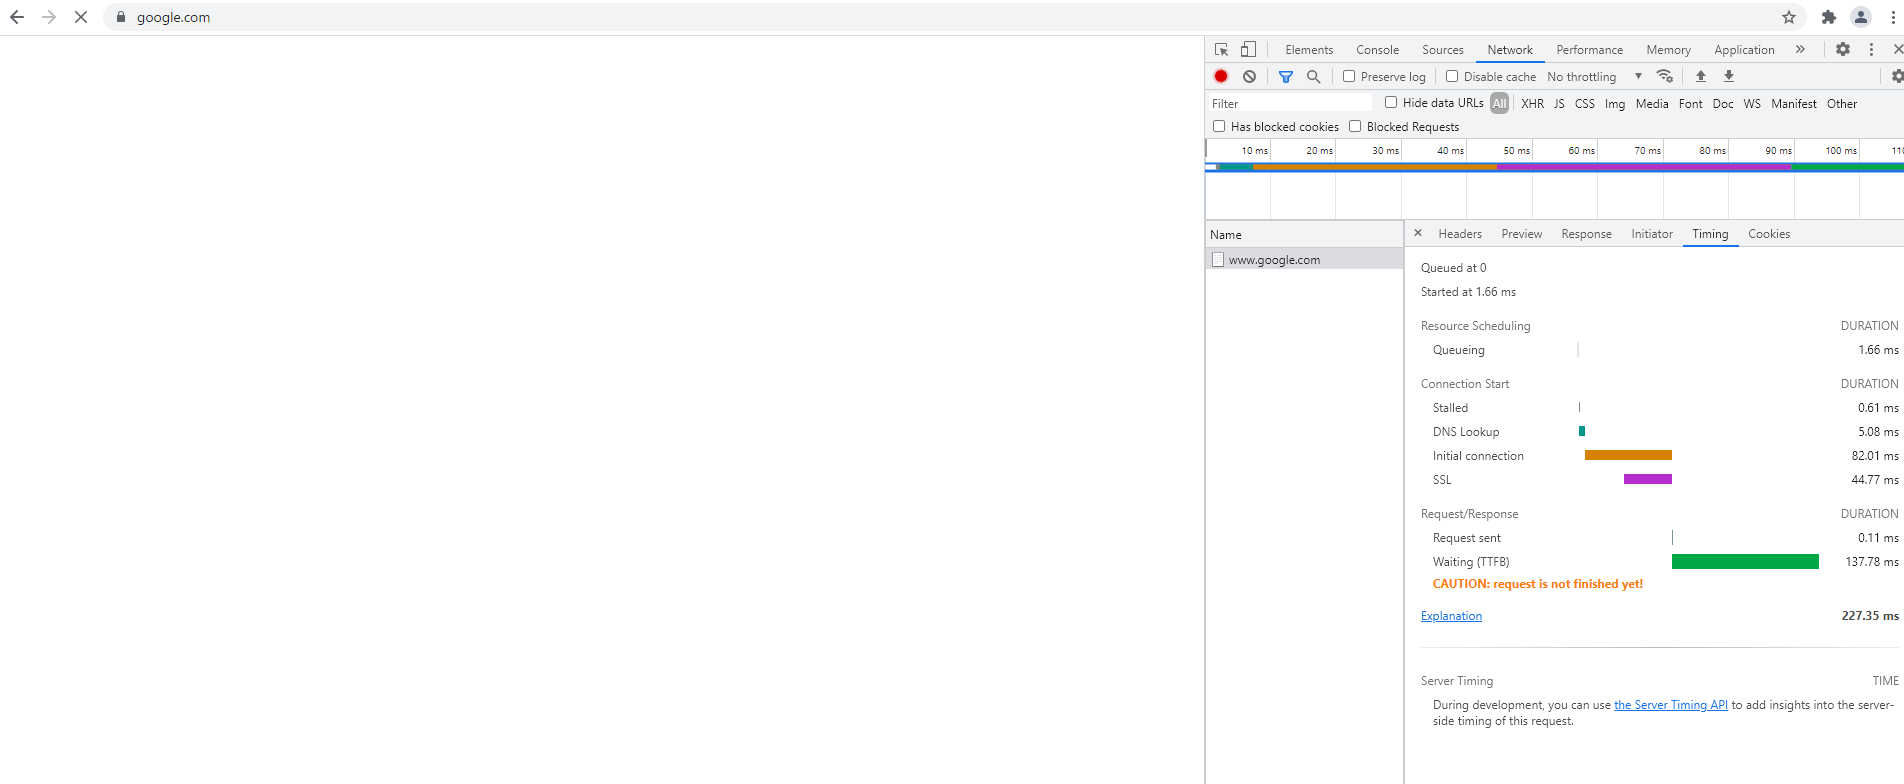 google.com
Elements Console Sources Network Performance Memory Application
Preserve log Disable cache No throttling
Filter Hide data URLs All XHR JS CSS Img Media Font Doc WS Manifest Other
Has blocked cookies Blocked Requests
10 ms 20 ms 30 ms 40 ms 50 ms 60 ms 70 ms 80 ms 90 ms 100 ms
Name
www.google.com
× Headers Preview Response Initiator Timing Cookies
Queued at 0
Started at 1.66 ms
Resource Scheduling DURATION
Queueing 1.66 ms
Connection Start DURATION
Stalled 0.61 ms
DNS Lookup 5.08 ms
Initial connection 82.01 ms
SSL 44.77 ms
Request/Response DURATION
Request sent 0.11 ms
Waiting (TTFB) 137.78 ms
CAUTION: request is not finished yet!
Explanation 227.35 ms
Server Timing TIME
During development, you can use the Server Timing API to add insights into the server-
side timing of this request.